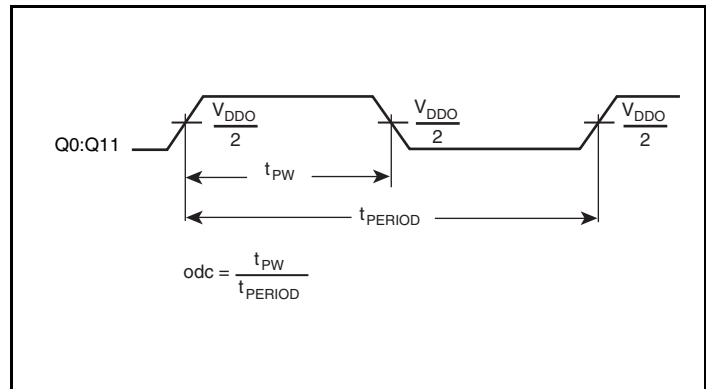 V_DDO / 2 V_DDO / 2 V_DDO / 2
Q0:Q11
t_PW
t_PERIOD
odc = t_PW / t_PERIOD